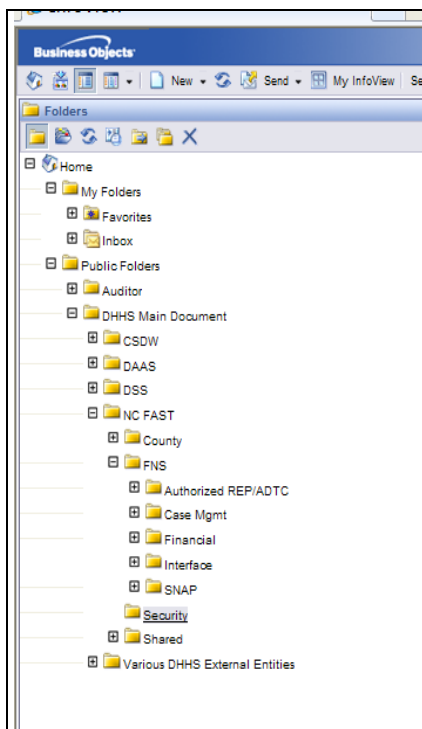 Business Objects
New Send My InfoView Se
Folders
Home
My Folders
Favorites
Inbox
Public Folders
Auditor
DHHS Main Document
CSDW
DAAS
DSS
NC FAST
County
FNS
Authorized REP/ADTC
Case Mgmt
Financial
Interface
SNAP
Security
Shared
Various DHHS External Entities